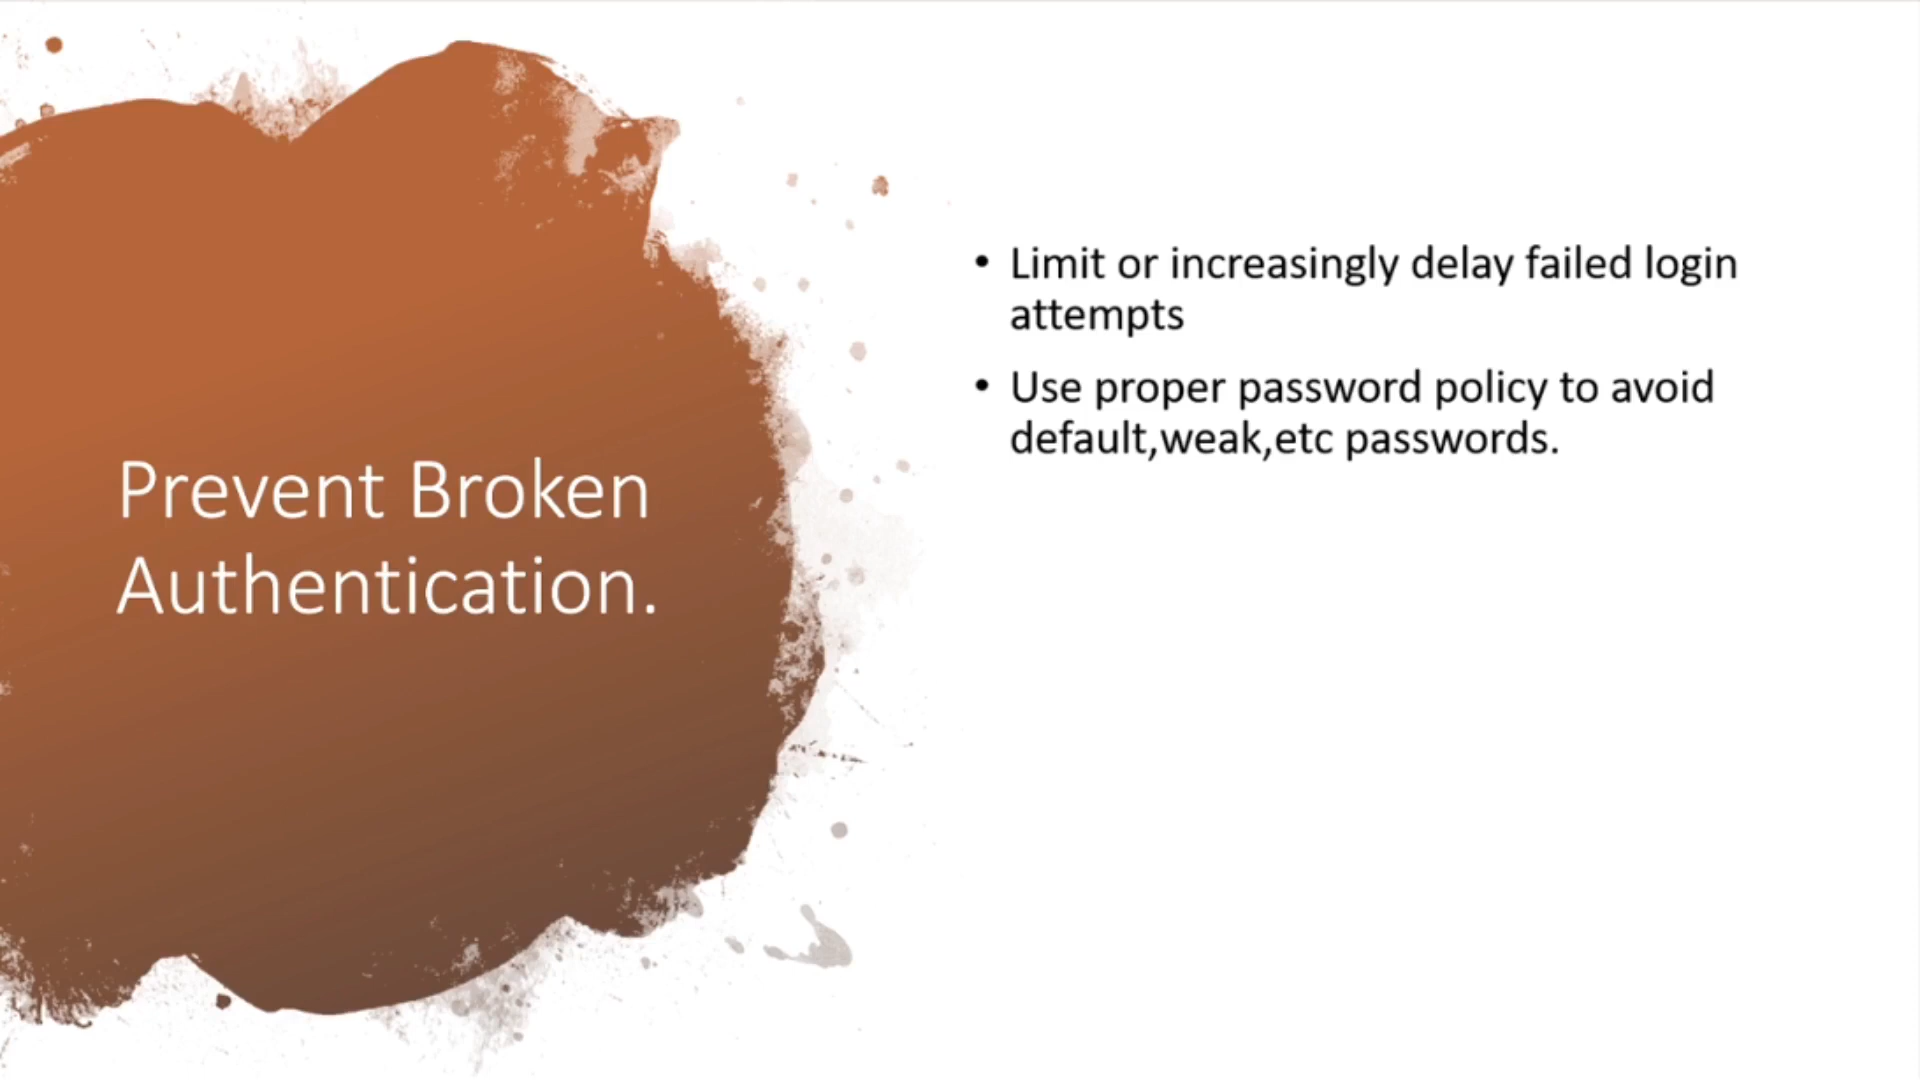 Prevent Broken
Authentication.
• Limit or increasingly delay failed login
attempts
• Use proper password policy to avoid
default,weak,etc passwords.